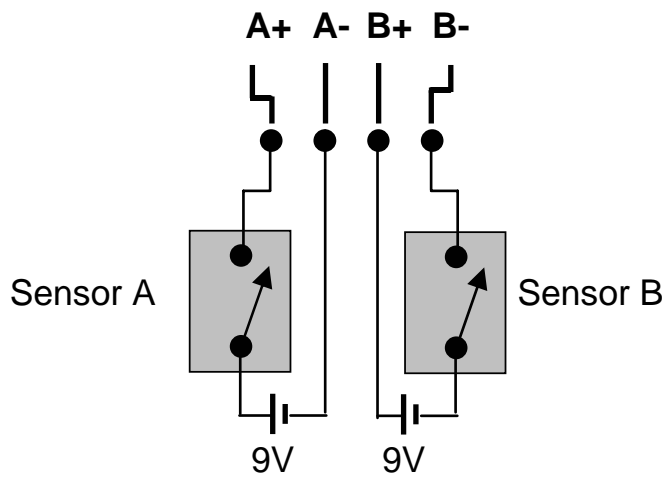 A+ A- B+ B-
Sensor A
Sensor B
9V
9V